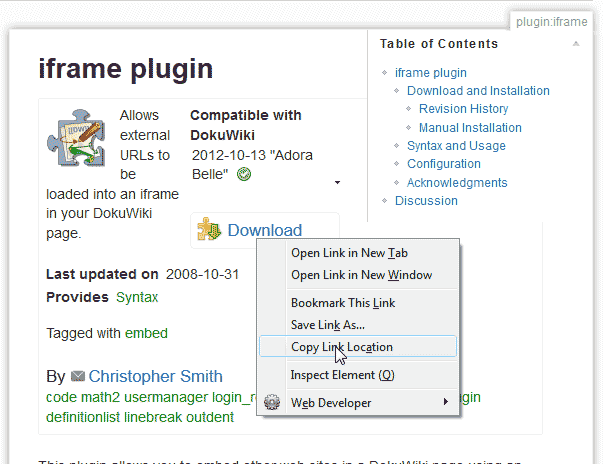 plugin:iframe
Table of Contents
iframe plugin
Download and Installation
Revision History
Manual Installation
Syntax and Usage
Configuration
Acknowledgments
Discussion
iframe plugin
Allows
external
URLs to
be
loaded into an iframe
in your DokuWiki
page.
Compatible with
DokuWiki
2012-10-13 "Adora
Belle"
Download
Last updated on 2008-10-31
Provides Syntax
Tagged with embed
By Christopher Smith
code math2 usermanager
definitionlist linebreak outdent
Open Link in New Tab
Open Link in New Window
Bookmark This Link
Save Link As...
Copy Link Location
Inspect Element (Q)
Web Developer